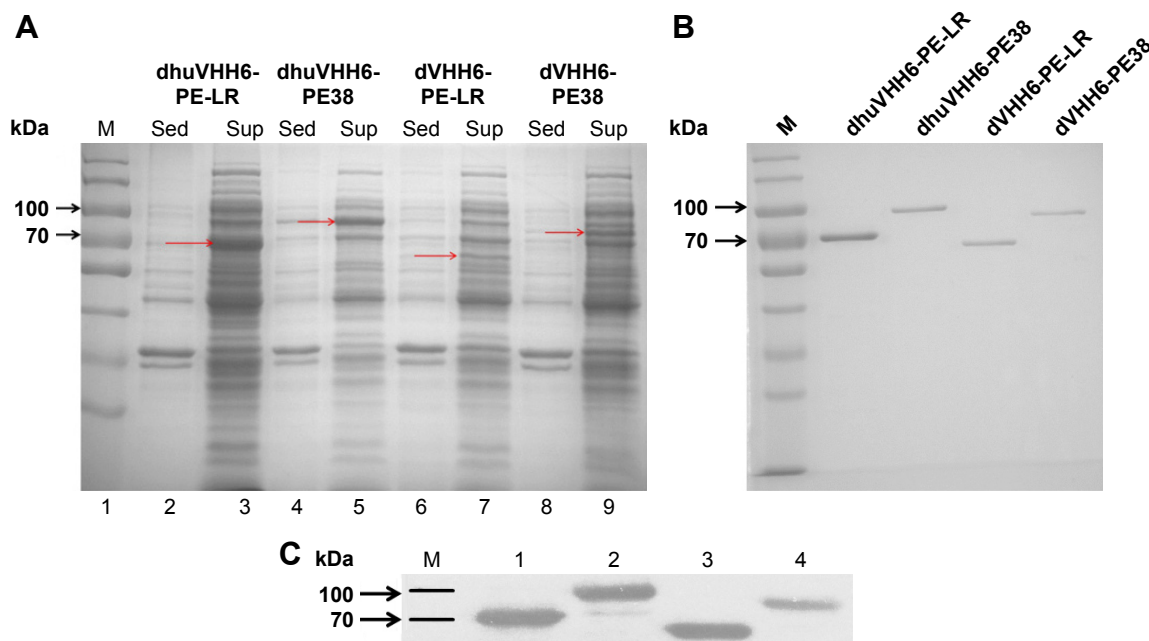 A
dhuVHH6-PE-LR dhuVHH6-PE38 dVHH6-PE-LR dVHH6-PE38
kDa M Sed Sup Sed Sup Sed Sup Sed Sup
100
70
1 2 3 4 5 6 7 8 9
B
kDa M dhuVHH6-PE-LR dhuVHH6-PE38 dVHH6-PE-LR dVHH6-PE38
100
70
C kDa M 1 2 3 4
100
70